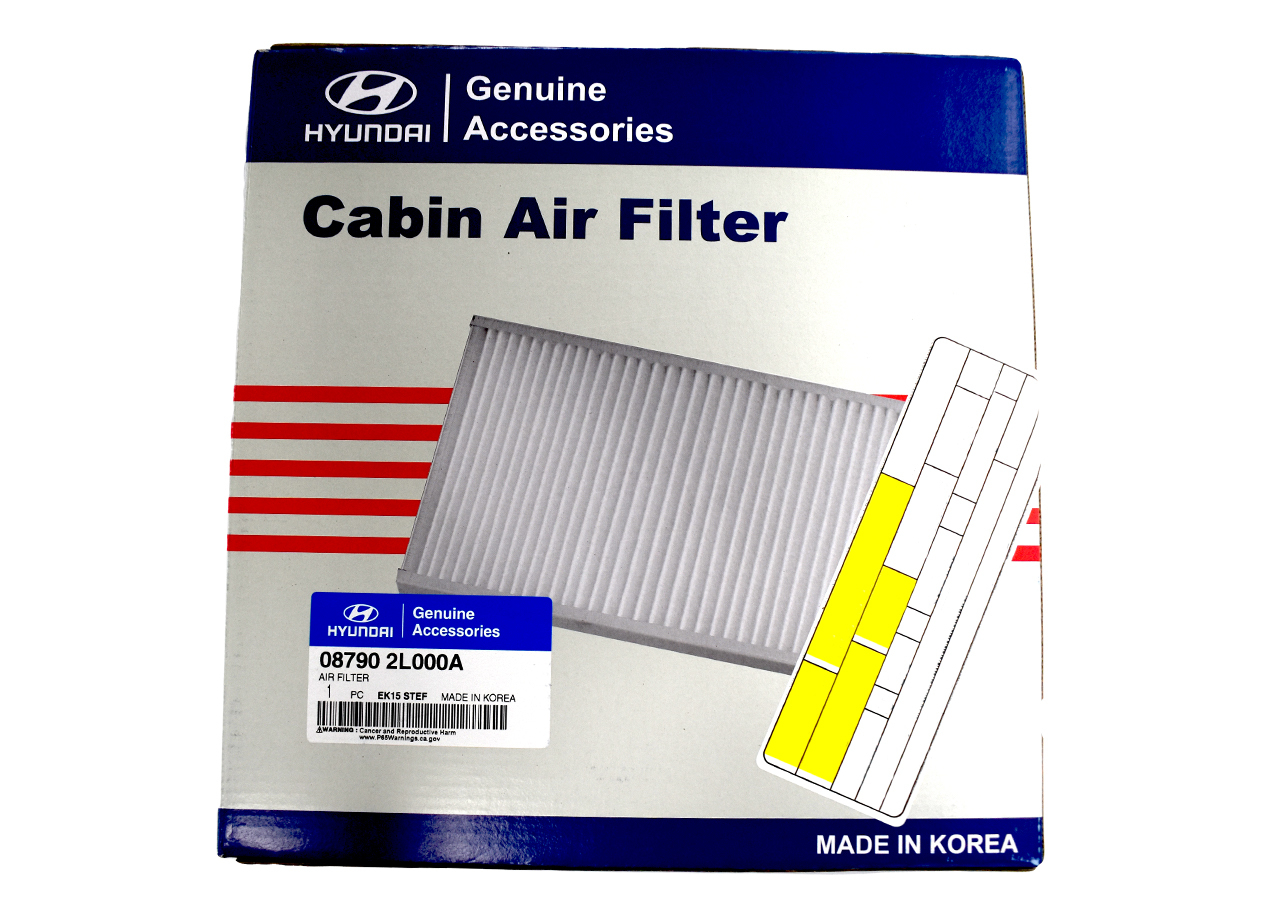 HYUNDAI
Genuine
Accessories
Cabin Air Filter
HYUNDAI
Genuine
Accessories
08790 2L000A
AIR FILTER
1 PC EK15 STEF MADE IN KOREA
WARNING : Cancer and Reproductive Harm
www.P65Warnings.ca.gov
MADE IN KOREA